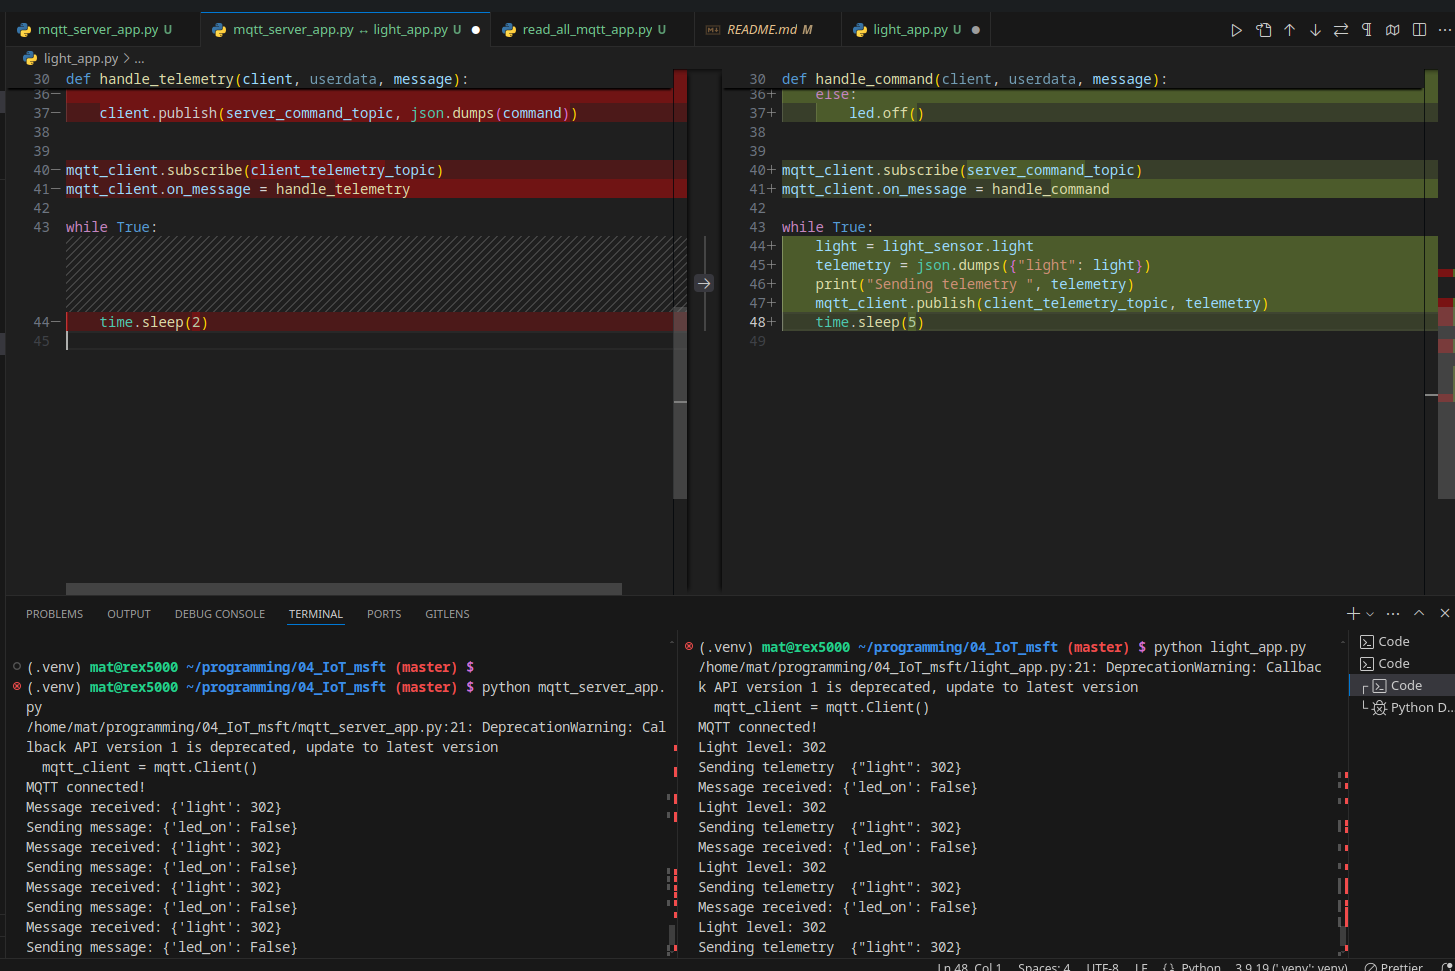 mqtt_server_app.py U
mqtt_server_app.py ↔ light_app.py U
read_all_mqtt_app.py U
README.md M
light_app.py U
light_app.py > ...
30 def handle_telemetry(client, userdata, message):
36−
37− client.publish(server_command_topic, json.dumps(command))
38
39
40− mqtt_client.subscribe(client_telemetry_topic)
41− mqtt_client.on_message = handle_telemetry
42
43 while True:
44− time.sleep(2)
45
30 def handle_command(client, userdata, message):
36+ else:
37+ led.off()
38
39
40+ mqtt_client.subscribe(server_command_topic)
41+ mqtt_client.on_message = handle_command
42
43 while True:
44+ light = light_sensor.light
45+ telemetry = json.dumps({"light": light})
46+ print("Sending telemetry ", telemetry)
47+ mqtt_client.publish(client_telemetry_topic, telemetry)
48+ time.sleep(5)
49
PROBLEMS OUTPUT DEBUG CONSOLE TERMINAL PORTS GITLENS
(.venv) mat@rex5000 ~/programming/04_IoT_msft (master) $
(.venv) mat@rex5000 ~/programming/04_IoT_msft (master) $ python mqtt_server_app.
py
/home/mat/programming/04_IoT_msft/mqtt_server_app.py:21: DeprecationWarning: Cal
lback API version 1 is deprecated, update to latest version
mqtt_client = mqtt.Client()
MQTT connected!
Message received: {'light': 302}
Sending message: {'led_on': False}
Message received: {'light': 302}
Sending message: {'led_on': False}
Message received: {'light': 302}
Sending message: {'led_on': False}
Message received: {'light': 302}
Sending message: {'led_on': False}
(.venv) mat@rex5000 ~/programming/04_IoT_msft (master) $ python light_app.py
/home/mat/programming/04_IoT_msft/light_app.py:21: DeprecationWarning: Callbac
k API version 1 is deprecated, update to latest version
mqtt_client = mqtt.Client()
MQTT connected!
Light level: 302
Sending telemetry  {"light": 302}
Message received: {'led_on': False}
Light level: 302
Sending telemetry  {"light": 302}
Message received: {'led_on': False}
Light level: 302
Sending telemetry  {"light": 302}
Message received: {'led_on': False}
Light level: 302
Sending telemetry  {"light": 302}
Code
Code
Code
Python D...
Ln 48, Col 1 Spaces: 4 UTF-8 LF {} Python 3.9.19 ('.venv': venv) Prettier